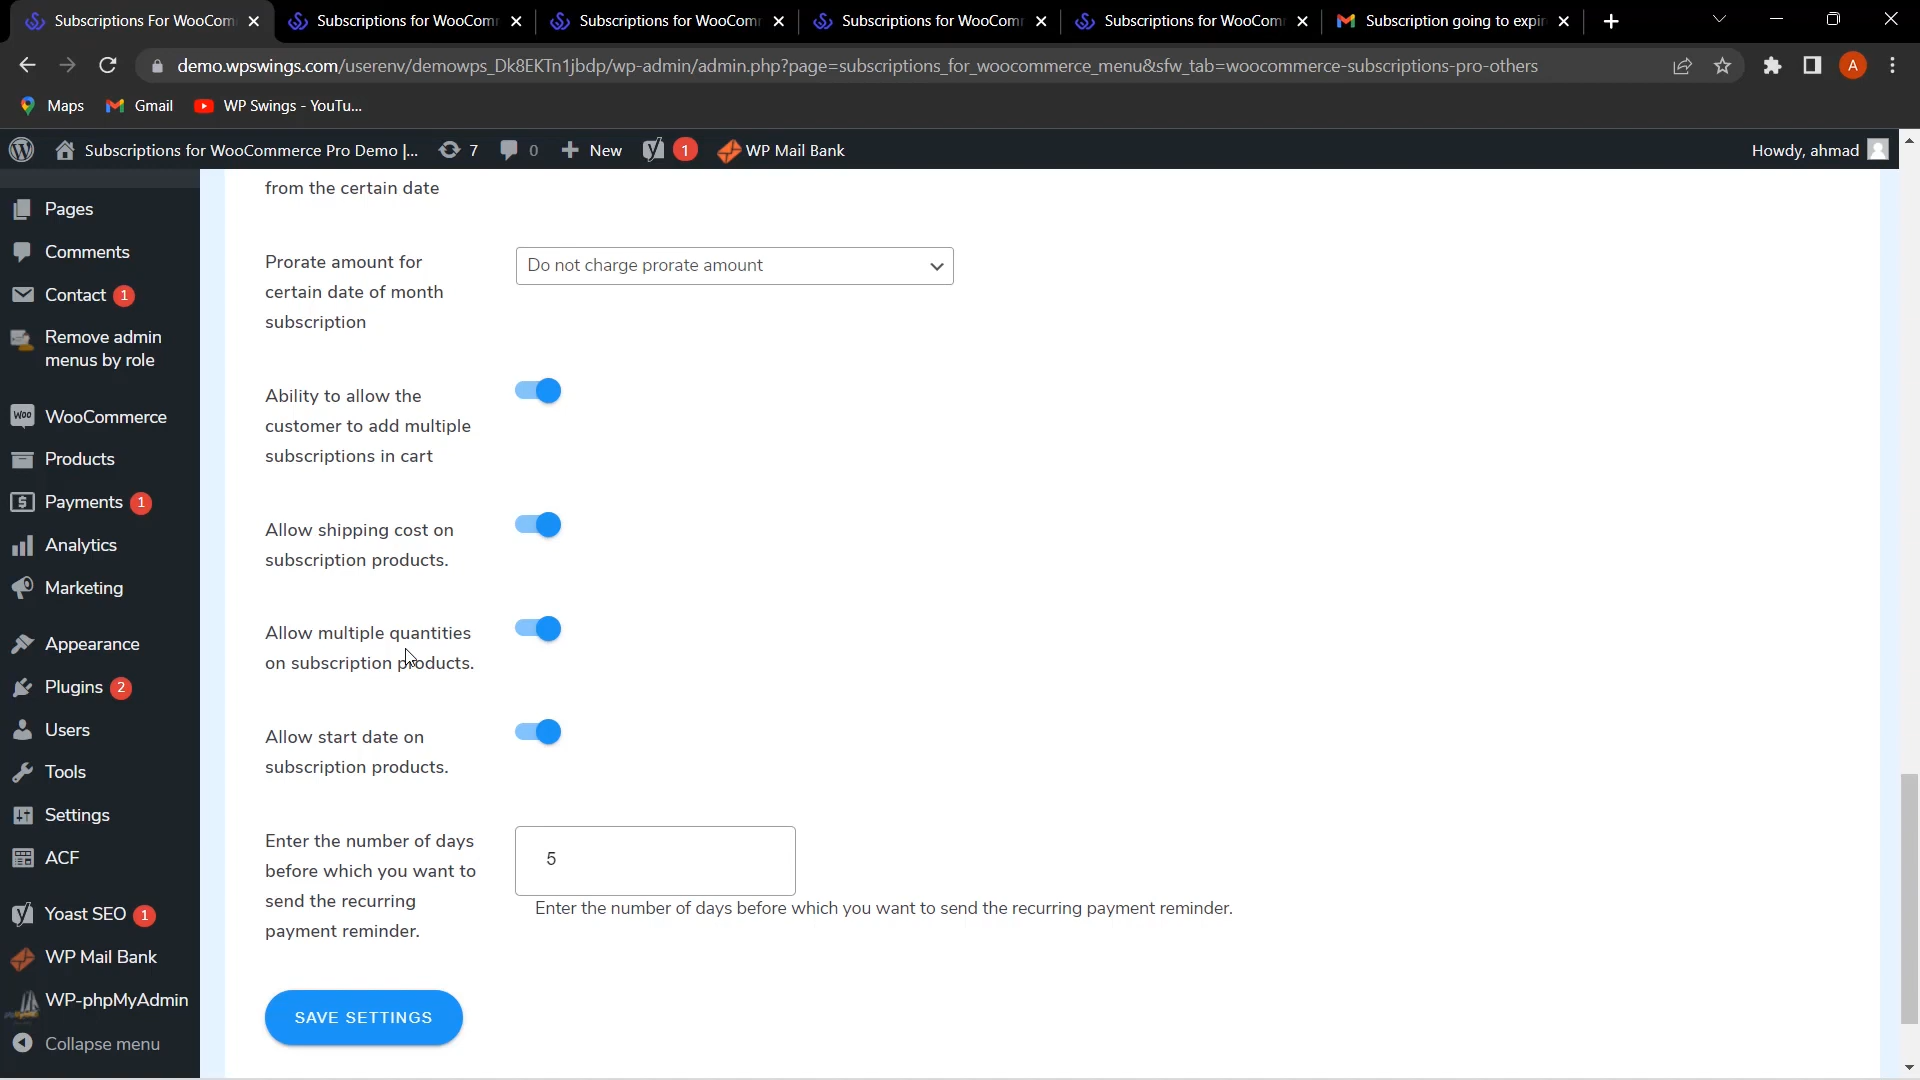 Subscriptions For WooCom
Subscriptions for WooCom
Subscriptions for WooCom
Subscriptions for WooCom
Subscriptions for WooCom
Subscription going to expir
demo.wpswings.com/userenv/demowps_Dk8EKTn1jbdp/wp-admin/admin.php?page=subscriptions_for_woocommerce_menu&sfw_tab=woocommerce-subscriptions-pro-others
A
Maps
Gmail
WP Swings - YouTu...
Subscriptions for WooCommerce Pro Demo |...
7
0
New
1
WP Mail Bank
Howdy, ahmad
Pages
Comments
Contact 1
Remove admin
menus by role
Woo WooCommerce
Products
Payments 1
Analytics
Marketing
Appearance
Plugins 2
Users
Tools
Settings
ACF
Yoast SEO 1
WP Mail Bank
WP-phpMyAdmin
Collapse menu
from the certain date
Prorate amount for
certain date of month
subscription
Do not charge prorate amount
Ability to allow the
customer to add multiple
subscriptions in cart
Allow shipping cost on
subscription products.
Allow multiple quantities
on subscription products.
Allow start date on
subscription products.
Enter the number of days
before which you want to
send the recurring
payment reminder.
5
Enter the number of days before which you want to send the recurring payment reminder.
SAVE SETTINGS